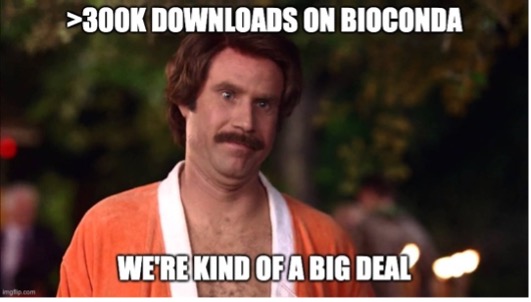 >300K DOWNLOADS ON BIOCONDA
WE'RE KIND OF A BIG DEAL
imgflip.com